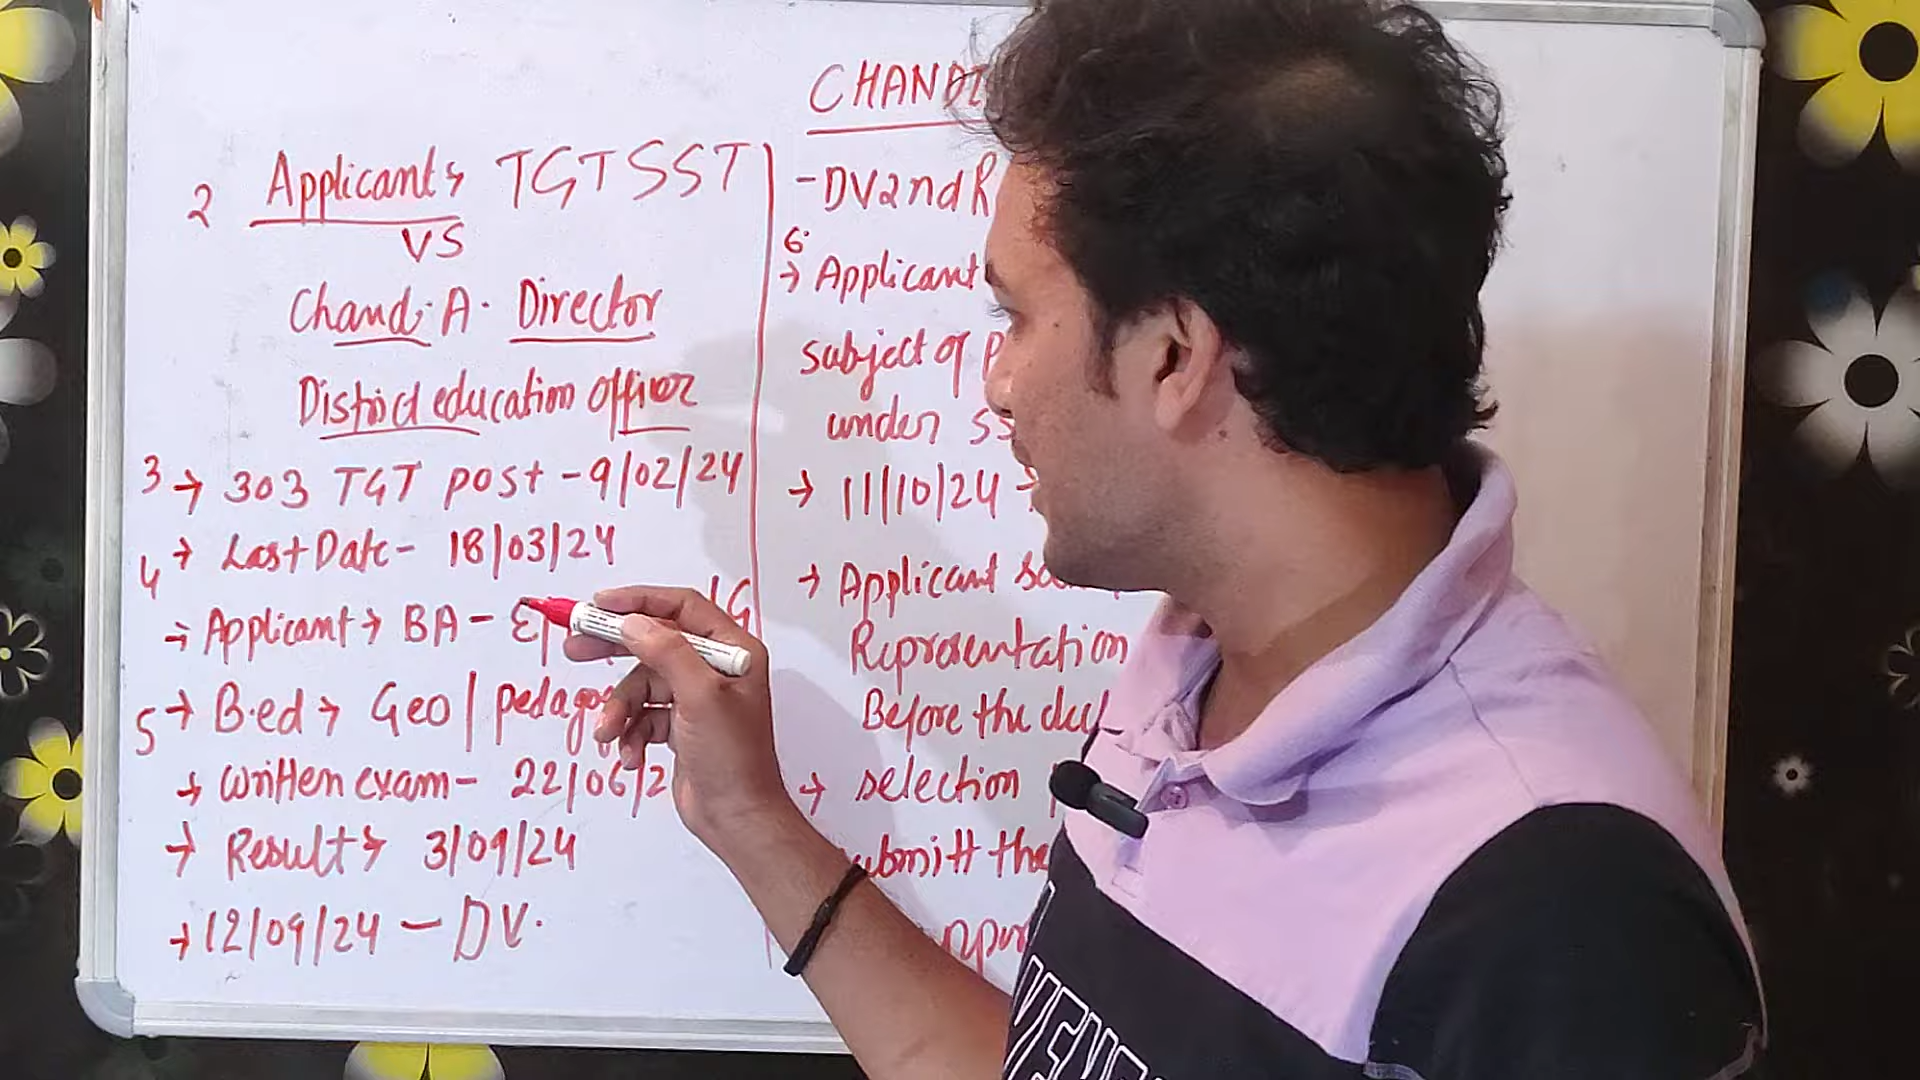 2 Applicants TGT SST
VS
Chand. A. Director
District education officer
3 → 303 TGT post - 9/02/24
4 → Last Date - 18/03/24
→ Applicant → BA -
5 → B.ed → Geo | pedago
→ Written exam - 22/06/2
→ Result → 3/09/24
→ 12/09/24 - DV.
CHAND
- DV 2nd R
6.
→ Applicant
subject of P
under SS
→ 11/10/24 →
→ Applicant
Representation
Before the
→ selection
submitt the